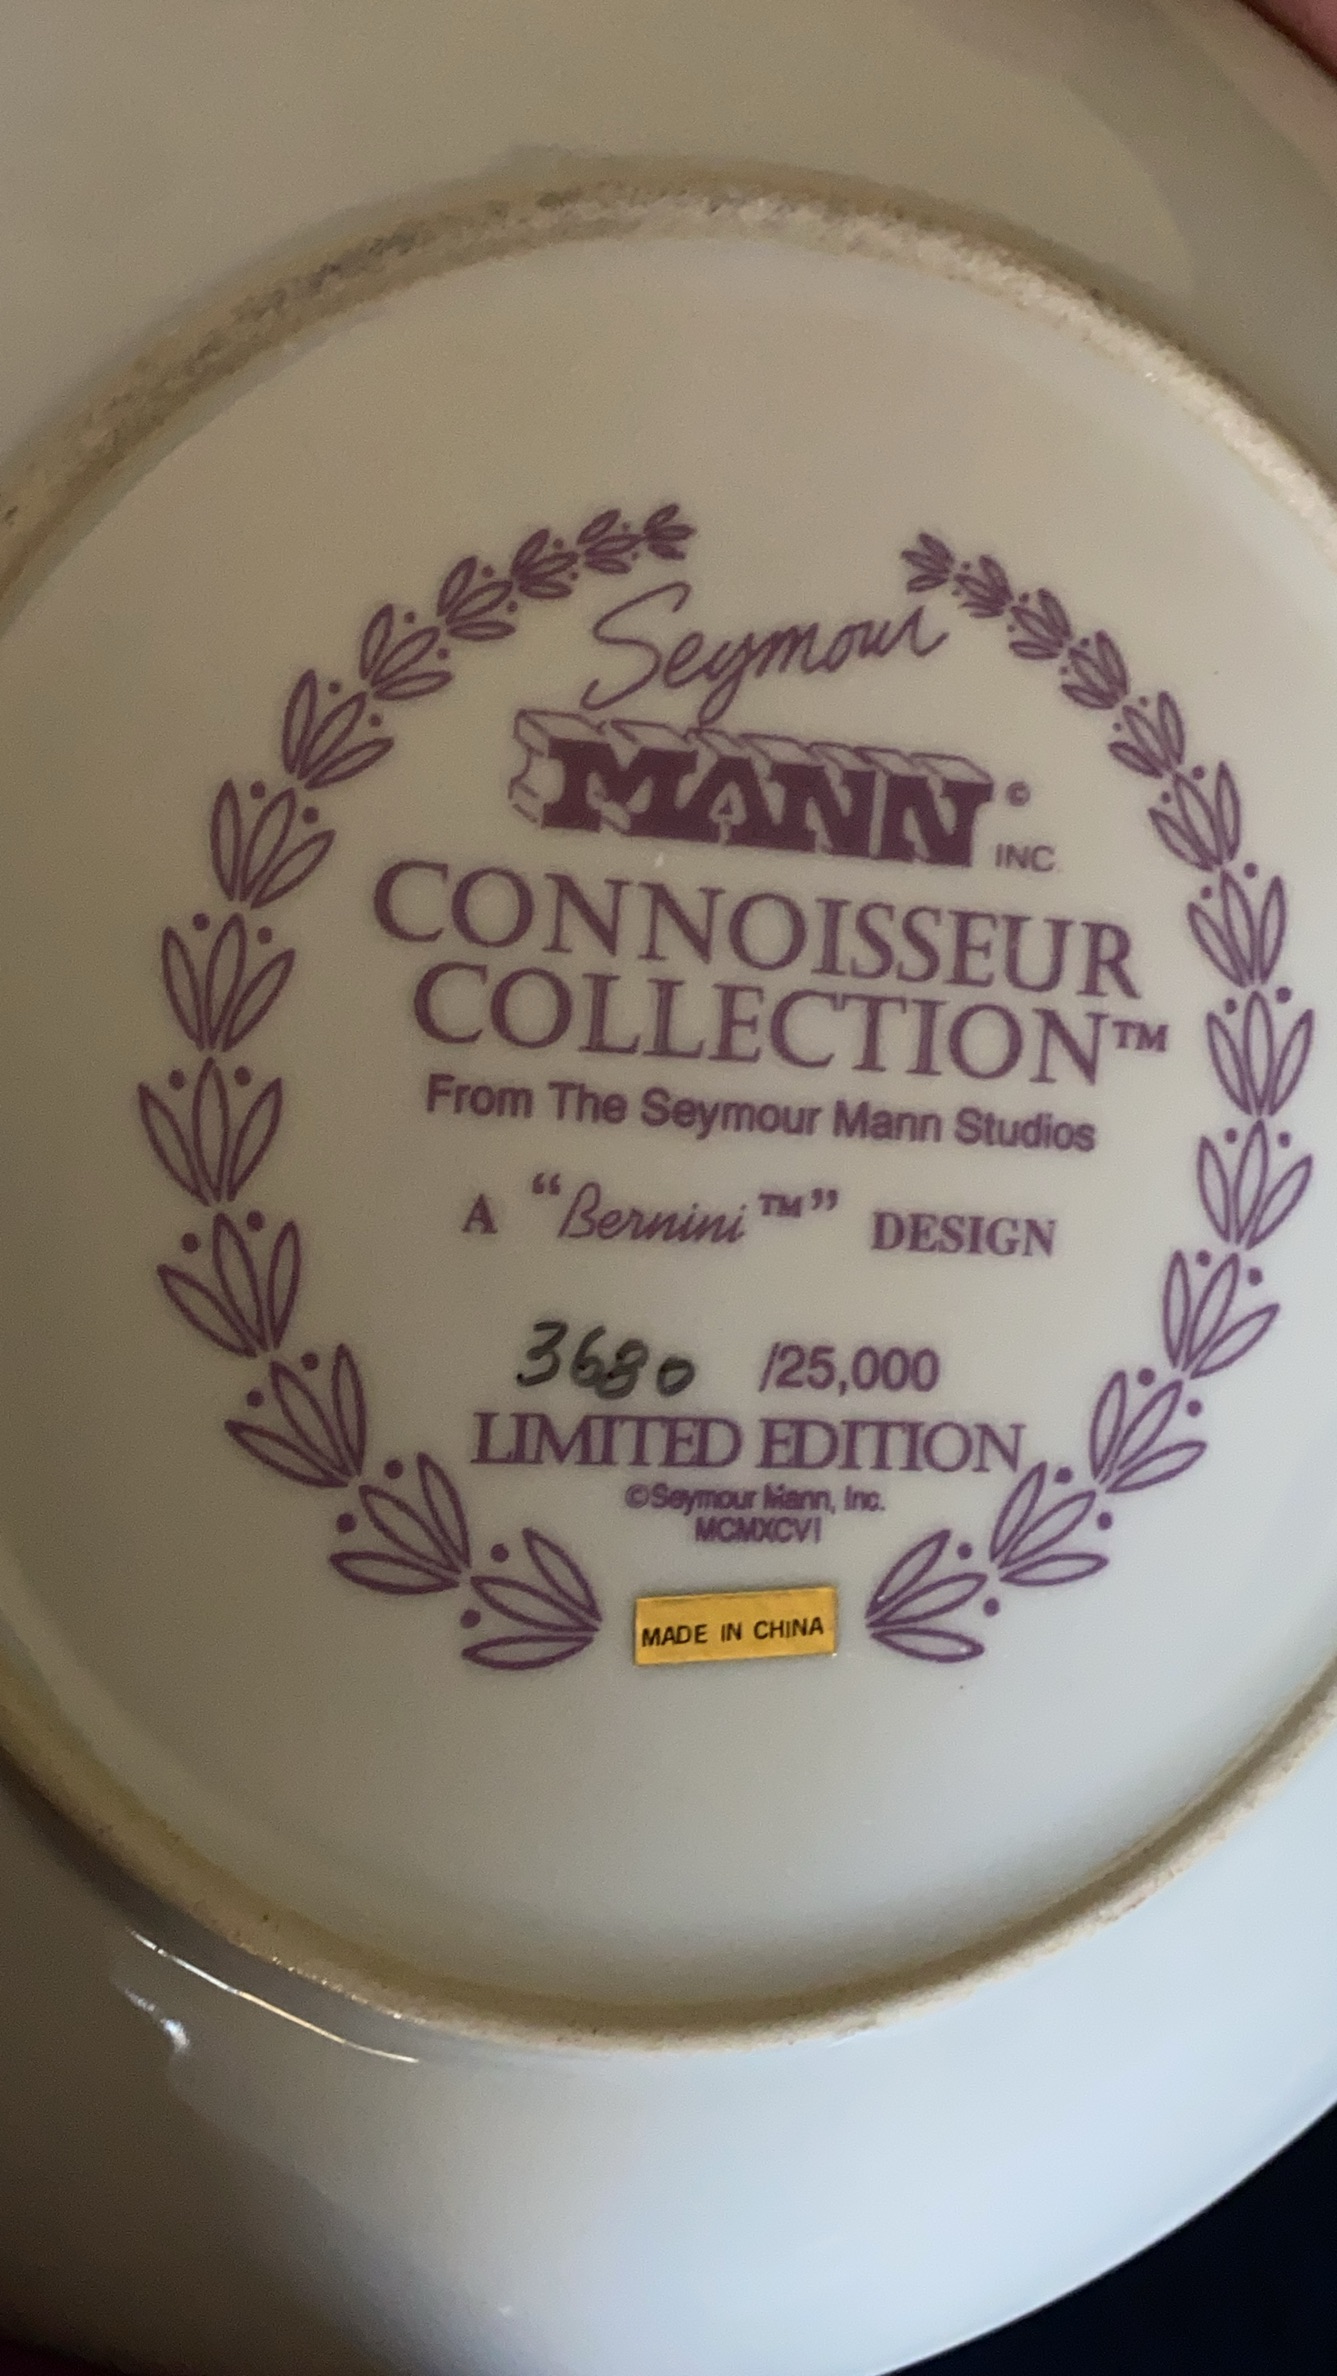 Seymour
MANN ©
INC.
CONNOISSEUR
COLLECTION™
From The Seymour Mann Studios
A “Bernini™” DESIGN
3680 /25,000
LIMITED EDITION
©Seymour Mann, Inc.
MCMXCVI
MADE IN CHINA